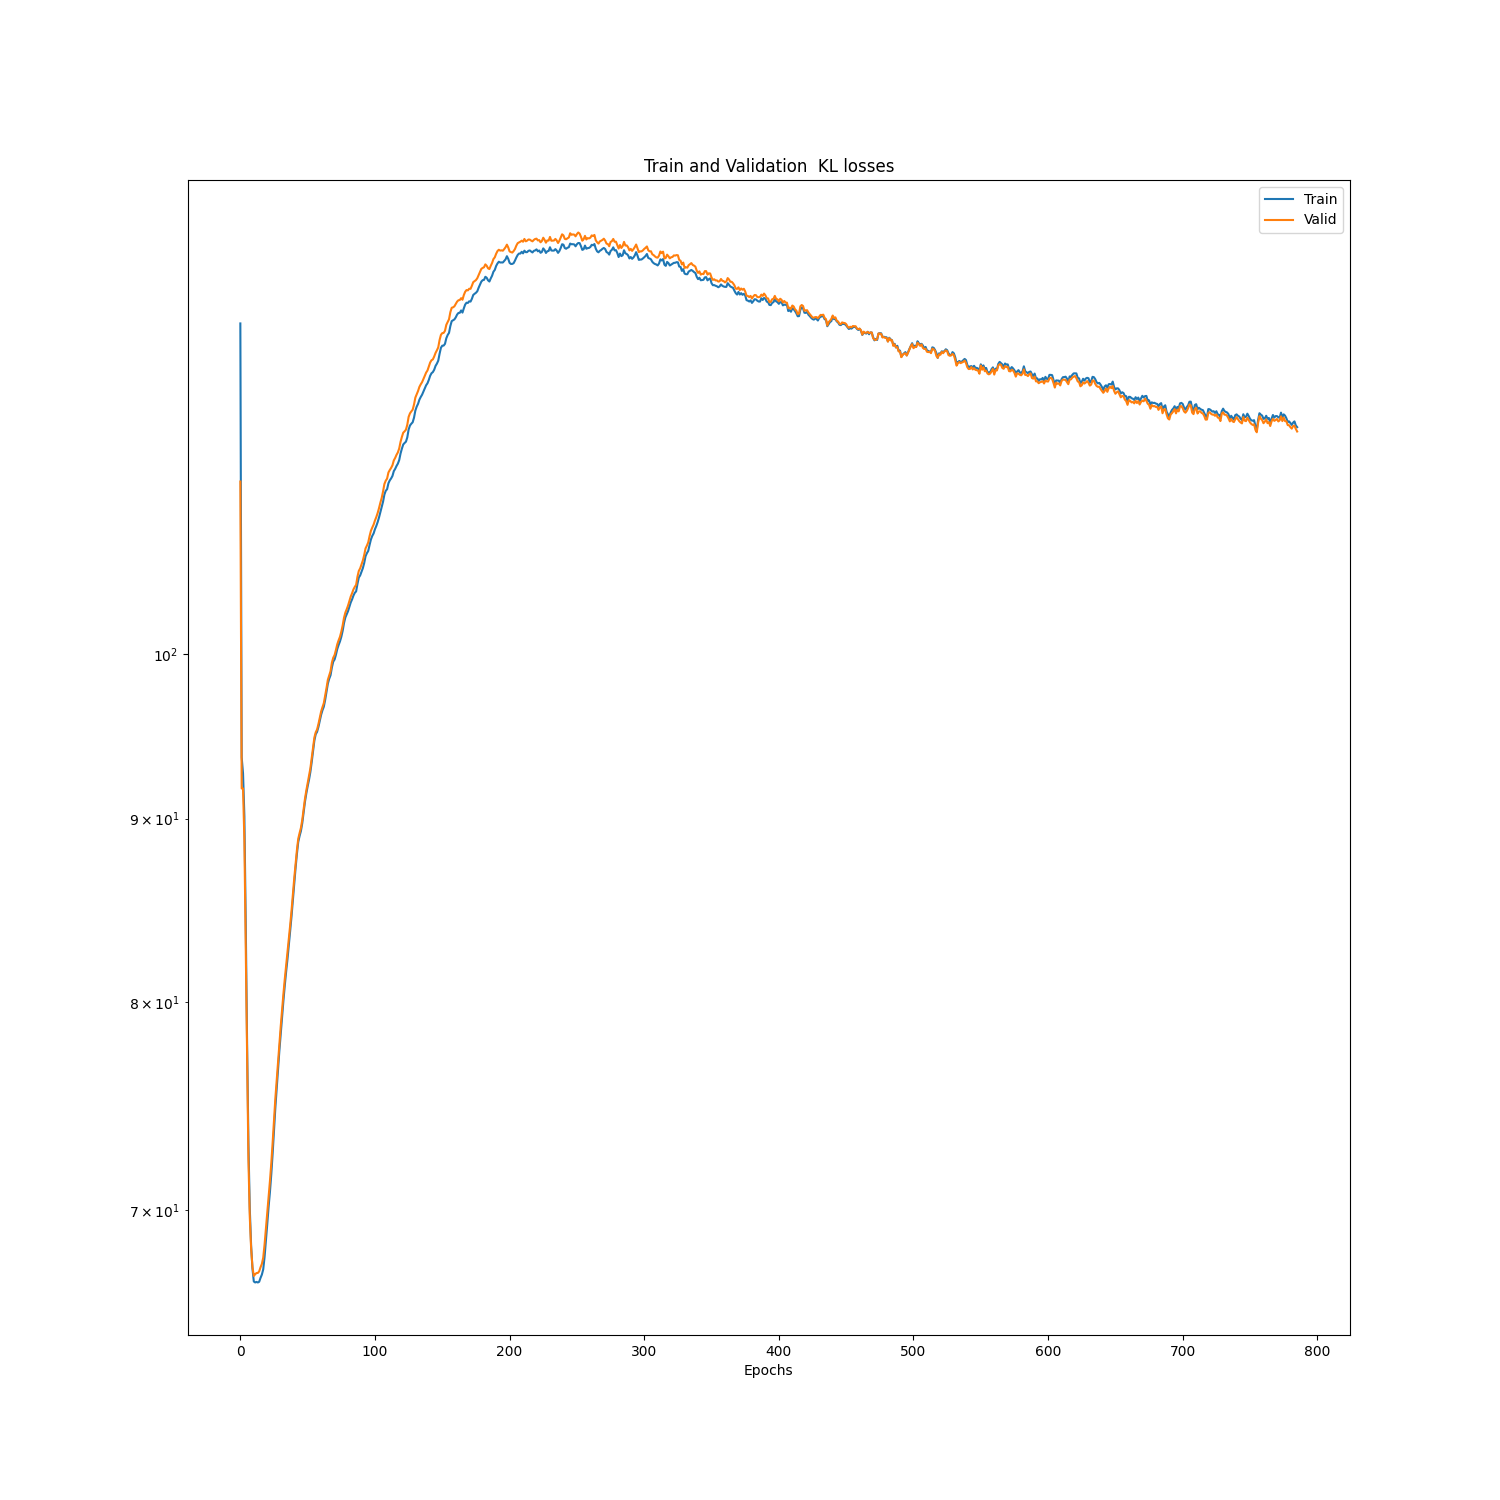 Train and Validation  KL losses
Train
Valid
10²
9 × 10¹
8 × 10¹
7 × 10¹
0 100 200 300 400 500 600 700 800
Epochs